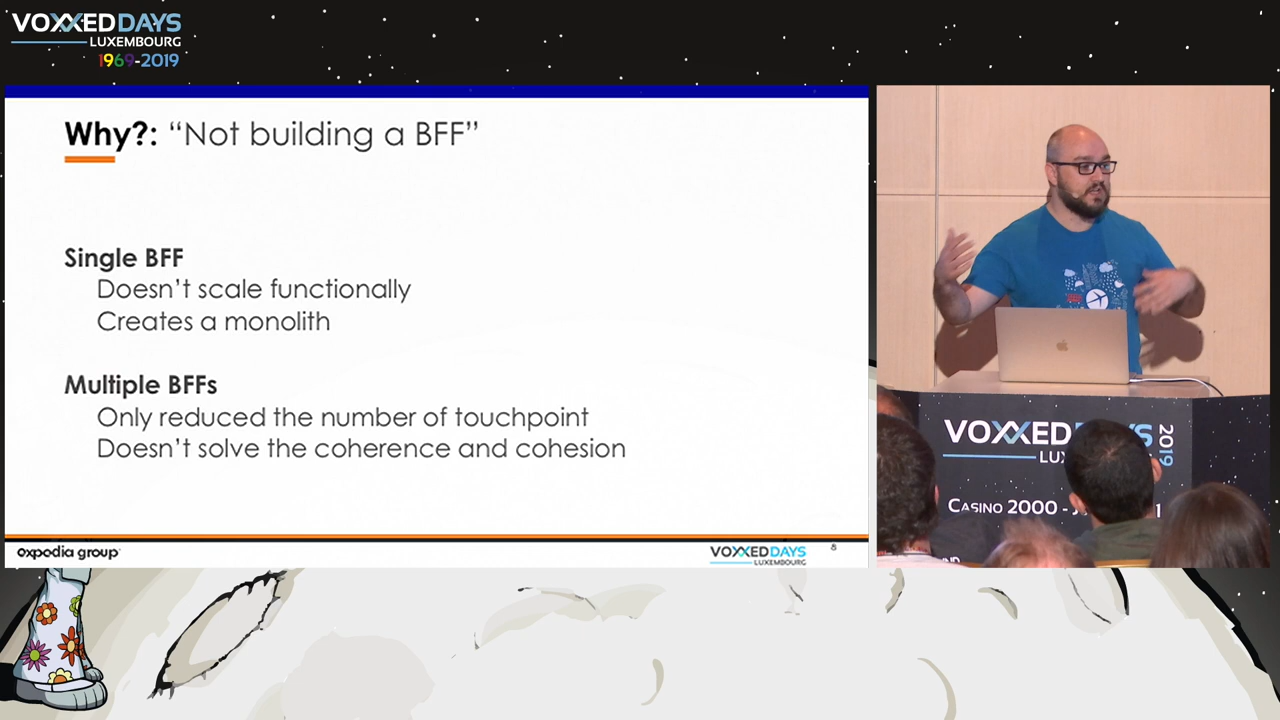 VOXXED DAYS
LUXEMBOURG
1969-2019
Why?: “Not building a BFF”
Single BFF
Doesn’t scale functionally
Creates a monolith
Multiple BFFs
Only reduced the number of touchpoint
Doesn’t solve the coherence and cohesion
expedia group
VOXXED DAYS
LUXEMBOURG
8
VOXXED DAYS
2019
CASINO 2000 -